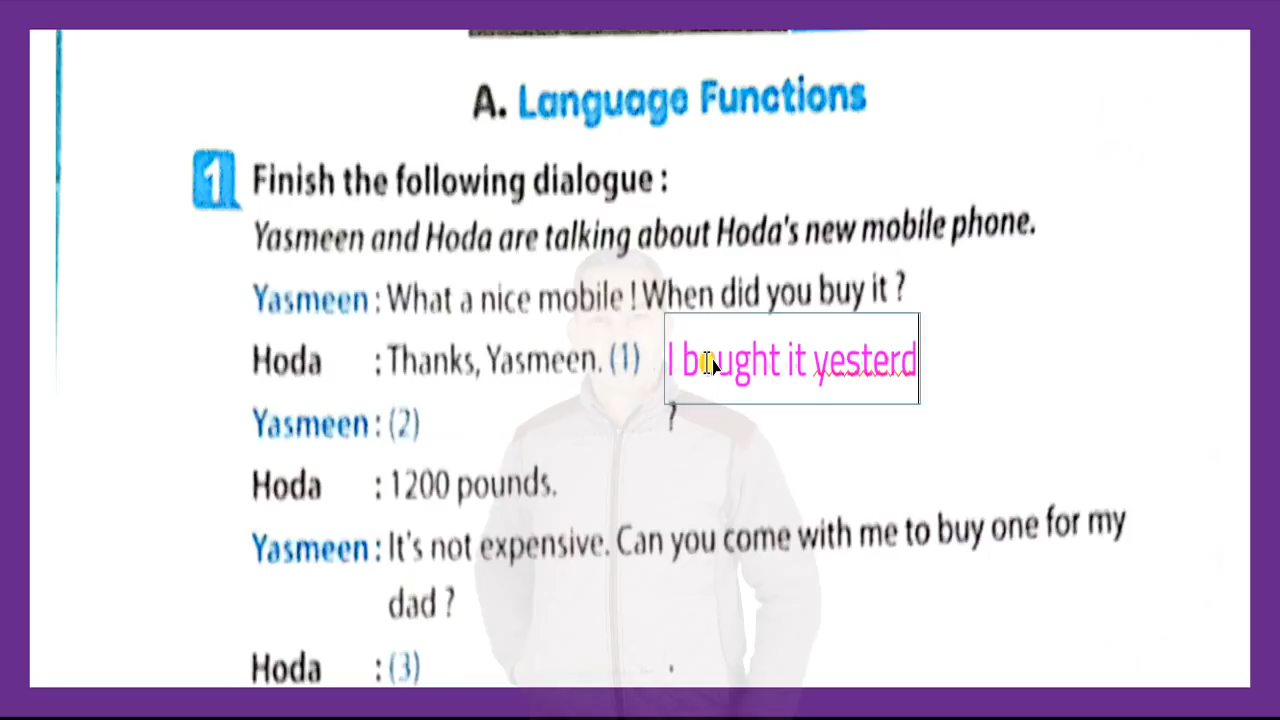 A. Language Functions
1 Finish the following dialogue :
Yasmeen and Hoda are talking about Hoda's new mobile phone.
Yasmeen : What a nice mobile ! When did you buy it ?
Hoda : Thanks, Yasmeen. (1) I bought it yesterd
Yasmeen : (2) ?
Hoda : 1200 pounds.
Yasmeen : It's not expensive. Can you come with me to buy one for my
dad ?
Hoda : (3) .